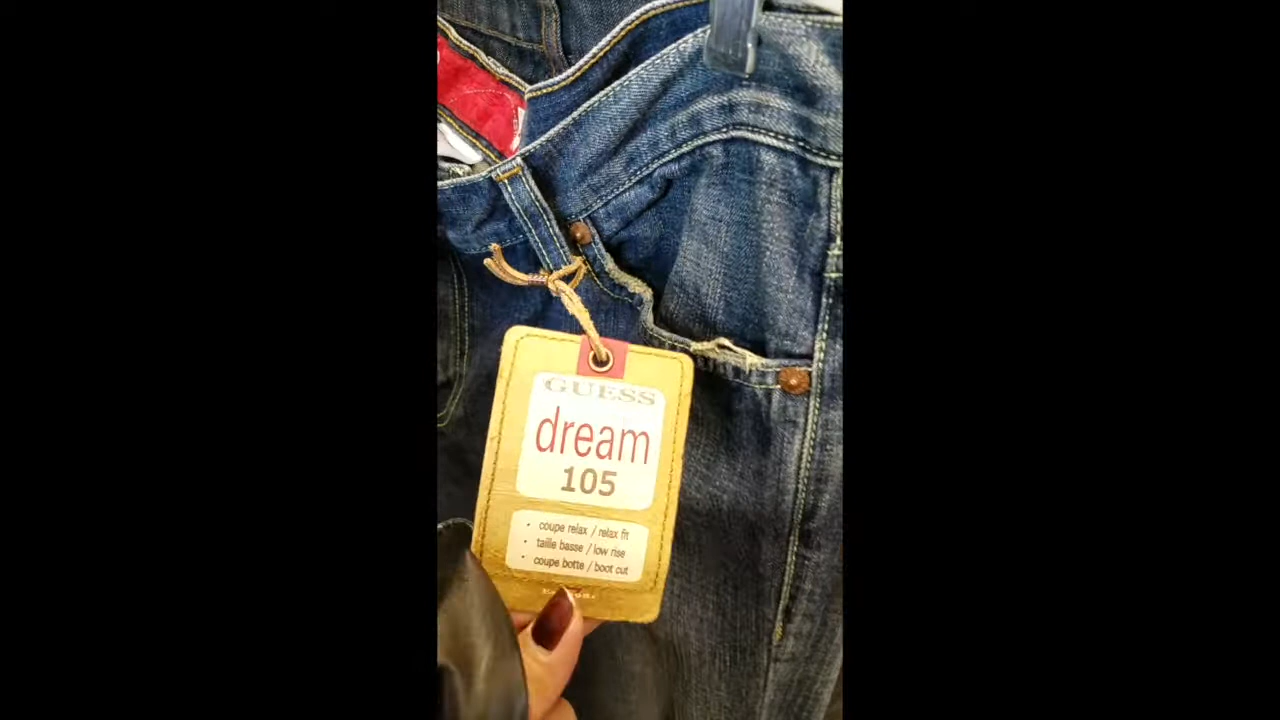 GUESS
dream
105
• coupe relax / relax fit
• taille basse / low rise
• coupe botte / boot cut